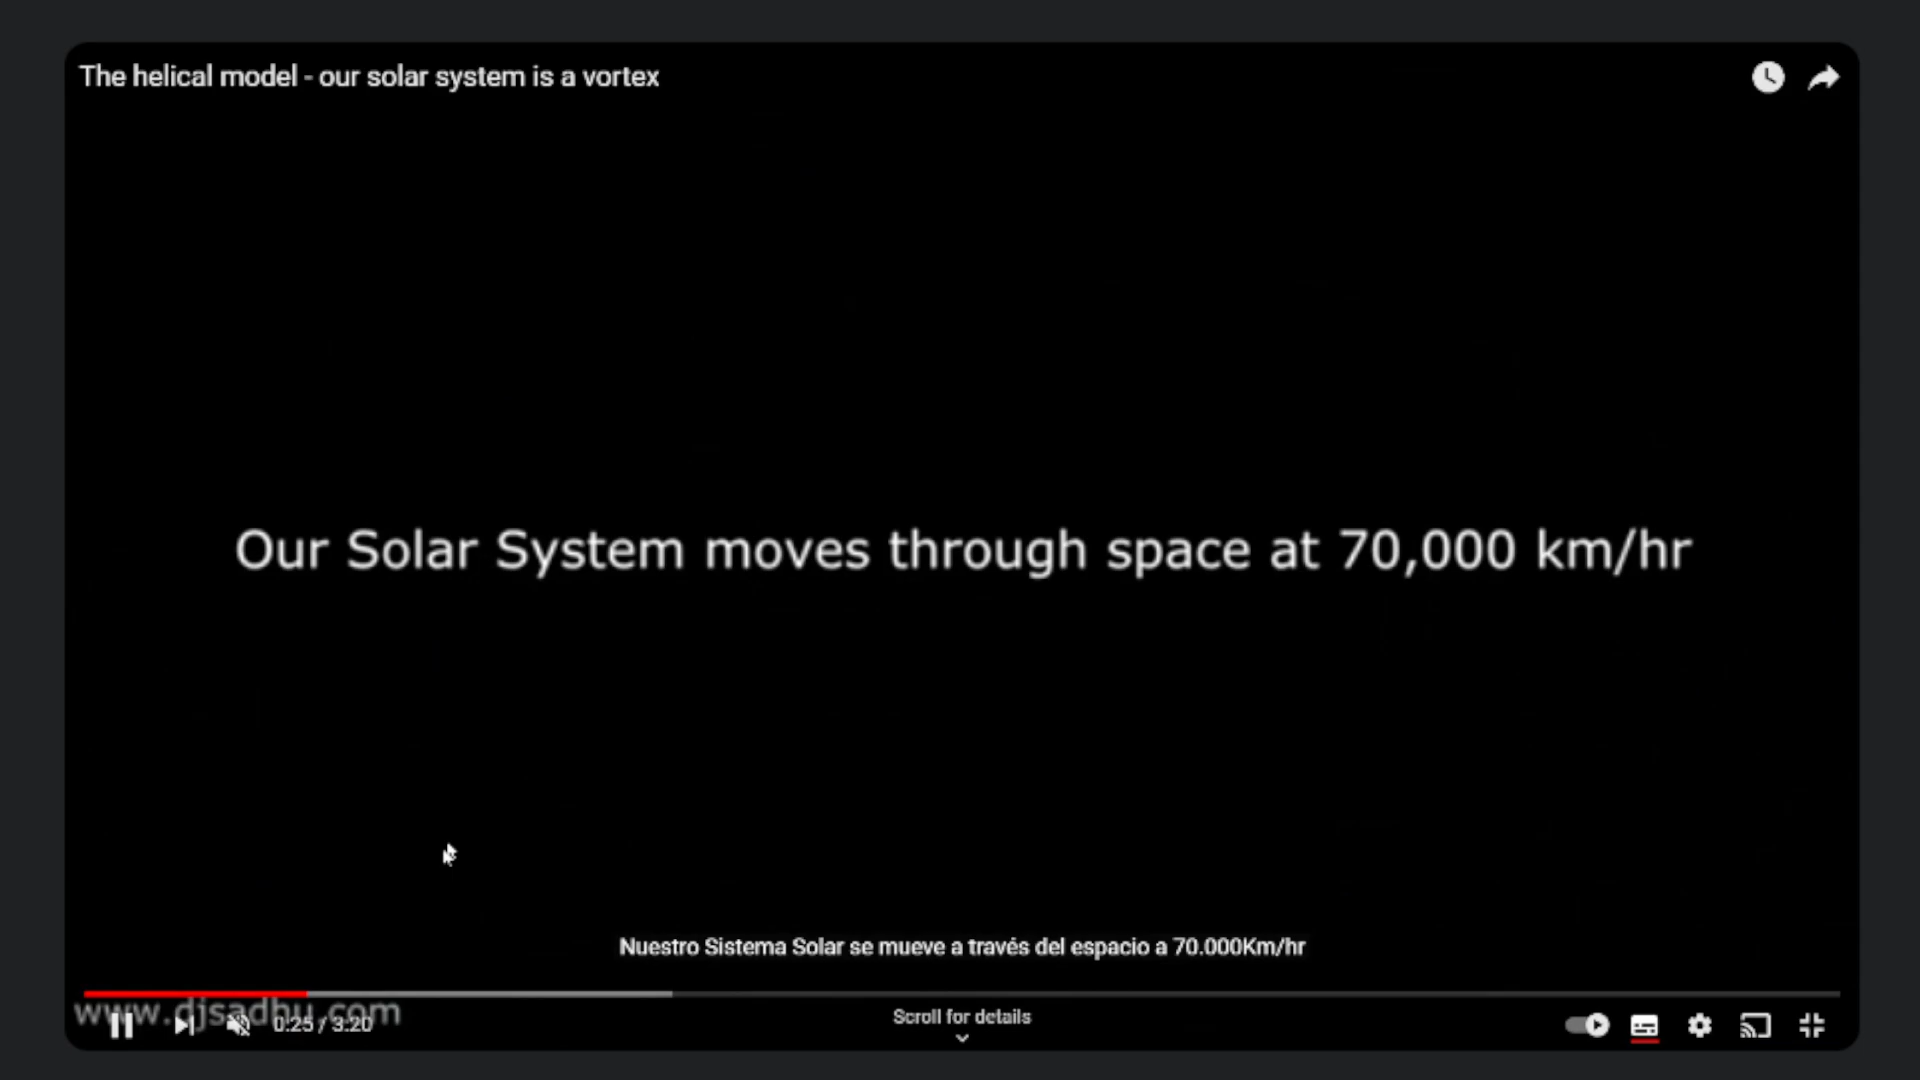 The helical model - our solar system is a vortex
Our Solar System moves through space at 70,000 km/hr
Nuestro Sistema Solar se mueve a través del espacio a 70.000Km/hr
www.djsadhu.com
0:25 / 3:20
Scroll for details